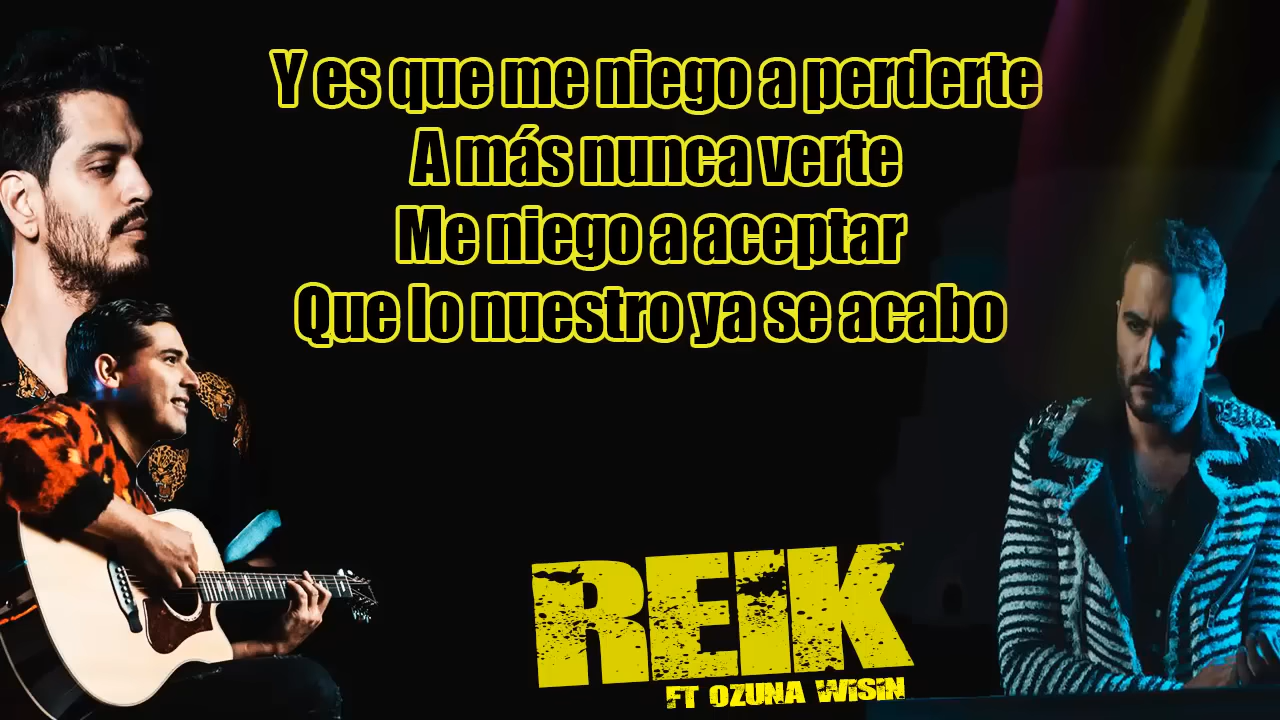 Y es que me niego a perderte
A más nunca verte
Me niego a aceptar
Que lo nuestro ya se acabo
REIK
FT OZUNA WISIN